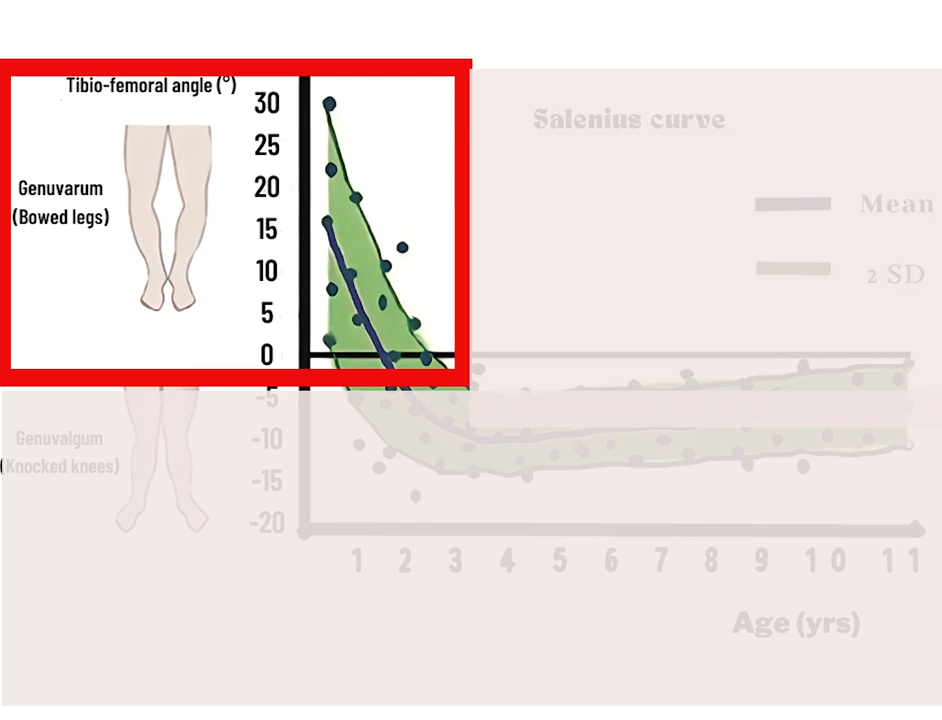 Tibio-femoral angle (°)
30
25
20
15
10
5
0
-5
-10
-15
-20
Genuvarum
(Bowed legs)
Genuvalgum
(Knocked knees)
Salenius curve
Mean
2 SD
1 2 3 4 5 6 7 8 9 10 11
Age (yrs)